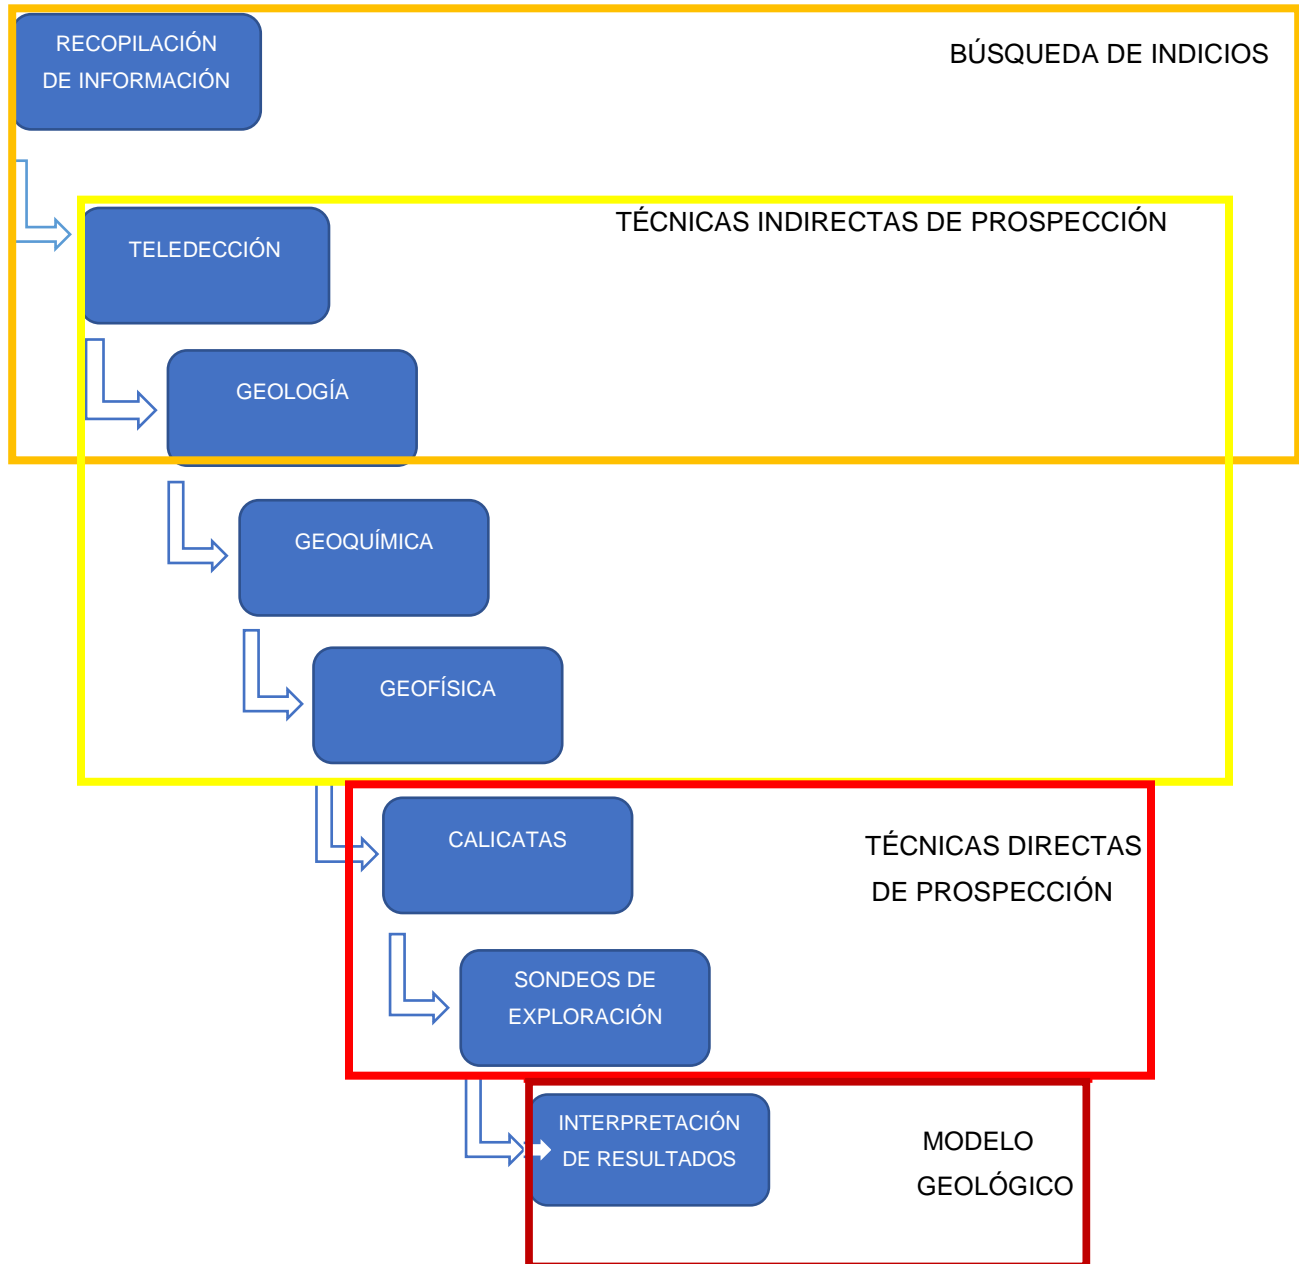 RECOPILACIÓN
DE INFORMACIÓN
BÚSQUEDA DE INDICIOS
TÉCNICAS INDIRECTAS DE PROSPECCIÓN
TELEDECCIÓN
GEOLOGÍA
GEOQUÍMICA
GEOFÍSICA
CALICATAS
TÉCNICAS DIRECTAS
DE PROSPECCIÓN
SONDEOS DE
EXPLORACIÓN
INTERPRETACIÓN
DE RESULTADOS
MODELO
GEOLÓGICO